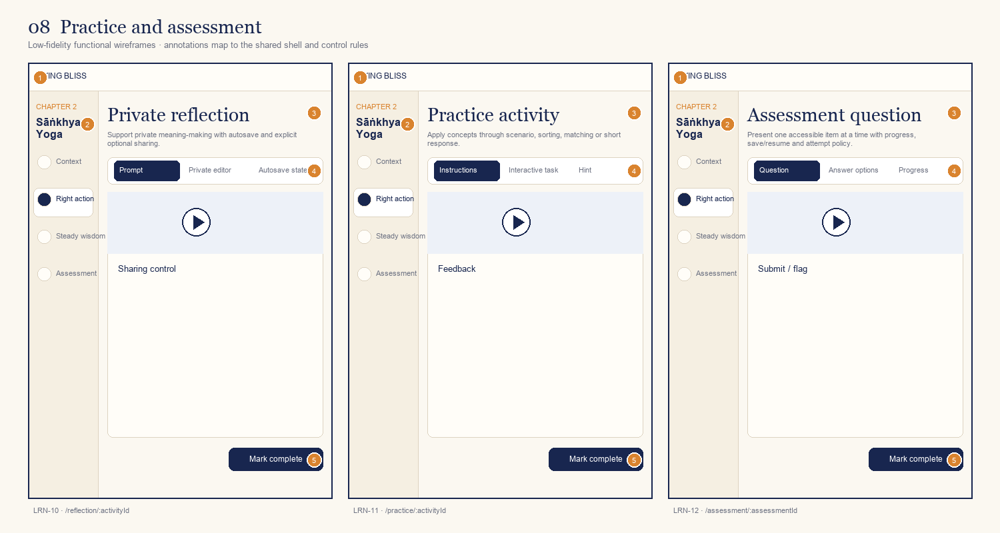 08 Practice and assessment
Low-fidelity functional wireframes · annotations map to the shared shell and control rules
1 ING BLISS
CHAPTER 2
Sāṅkhya 2
Yoga
Context
Right action
Steady wisdom
Assessment
Private reflection 3
Support private meaning-making with autosave and explicit
optional sharing.
Prompt Private editor Autosave state 4
Sharing control
Mark complete 5
LRN-10 · /reflection/:activityId
1 ING BLISS
CHAPTER 2
Sāṅkhya 2
Yoga
Context
Right action
Steady wisdom
Assessment
Practice activity 3
Apply concepts through scenario, sorting, matching or short
response.
Instructions Interactive task Hint 4
Feedback
Mark complete 5
LRN-11 · /practice/:activityId
1 ING BLISS
CHAPTER 2
Sāṅkhya 2
Yoga
Context
Right action
Steady wisdom
Assessment
Assessment question 3
Present one accessible item at a time with progress,
save/resume and attempt policy.
Question Answer options Progress 4
Submit / flag
Mark complete 5
LRN-12 · /assessment/:assessmentId